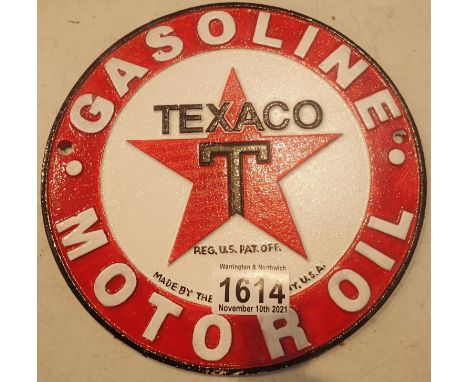 GASOLINE
TEXACO
T
REG. U.S. PAT. OFF.
Warrington & Northwich
MADE BY THE
Y, U.S.A.
1614
November 10th 2021
MOTOR OIL